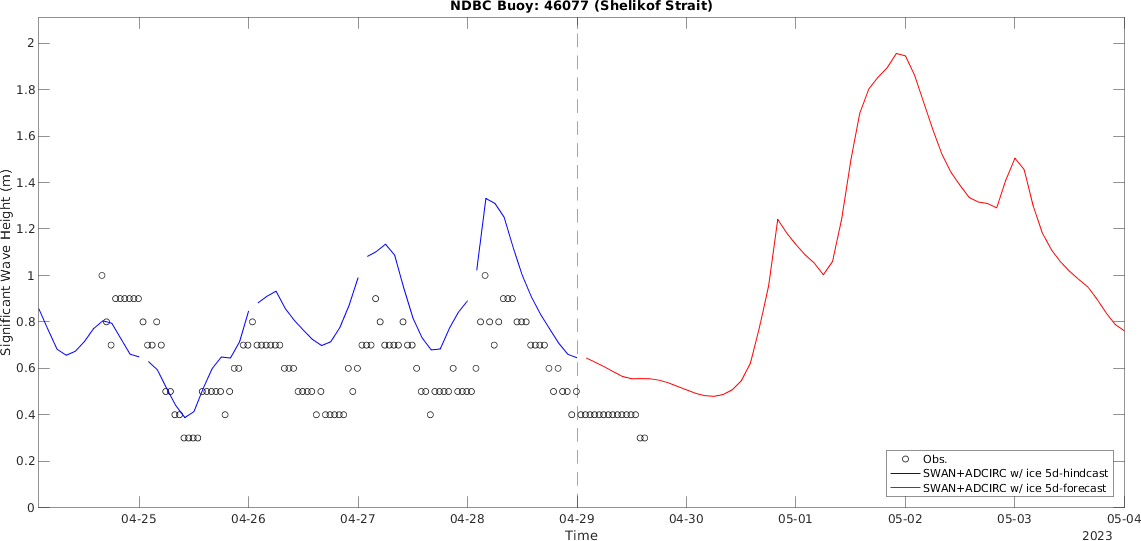 NDBC Buoy: 46077 (Shelikof Strait)
Significant Wave Height (m)
2
1.8
1.6
1.4
1.2
1
0.8
0.6
0.4
0.2
0
Obs.
SWAN+ADCIRC w/ ice 5d-hindcast
SWAN+ADCIRC w/ ice 5d-forecast
04-25 04-26 04-27 04-28 04-29 04-30 05-01 05-02 05-03 05-04
Time
2023